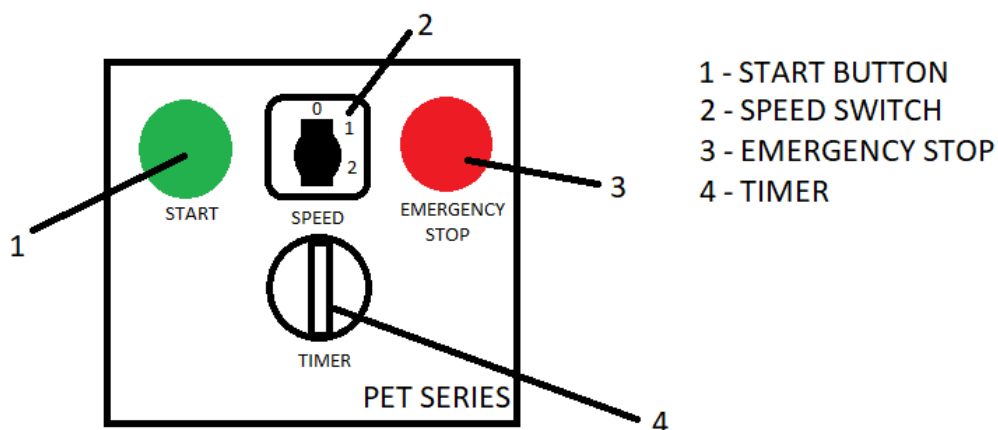 2
0
1
2
START
SPEED
EMERGENCY
STOP
3
1
TIMER
PET SERIES
4
1 - START BUTTON
2 - SPEED SWITCH
3 - EMERGENCY STOP
4 - TIMER